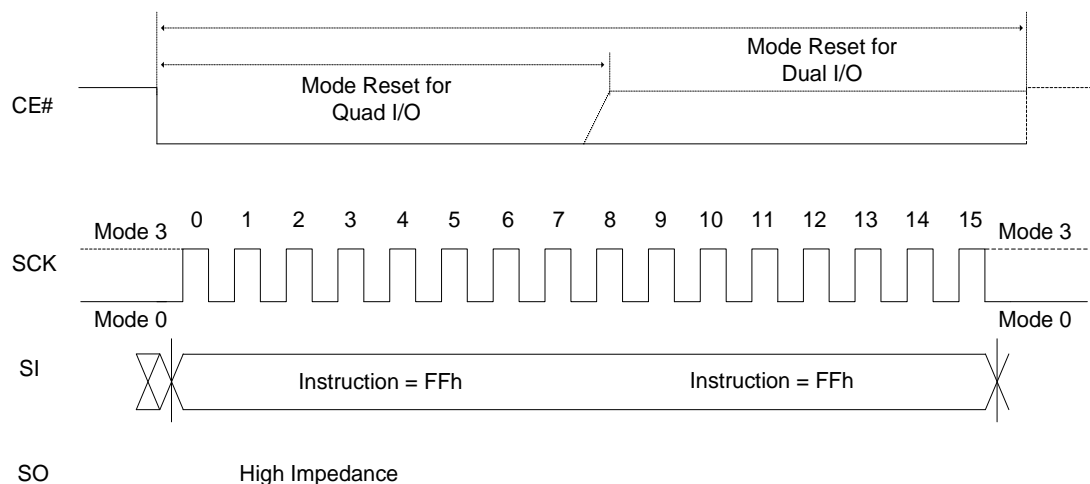 Mode Reset for
Dual I/O
Mode Reset for
Quad I/O
CE#
0 1 2 3 4 5 6 7 8 9 10 11 12 13 14 15
Mode 3 Mode 3
SCK
Mode 0 Mode 0
SI
Instruction = FFh Instruction = FFh
SO High Impedance